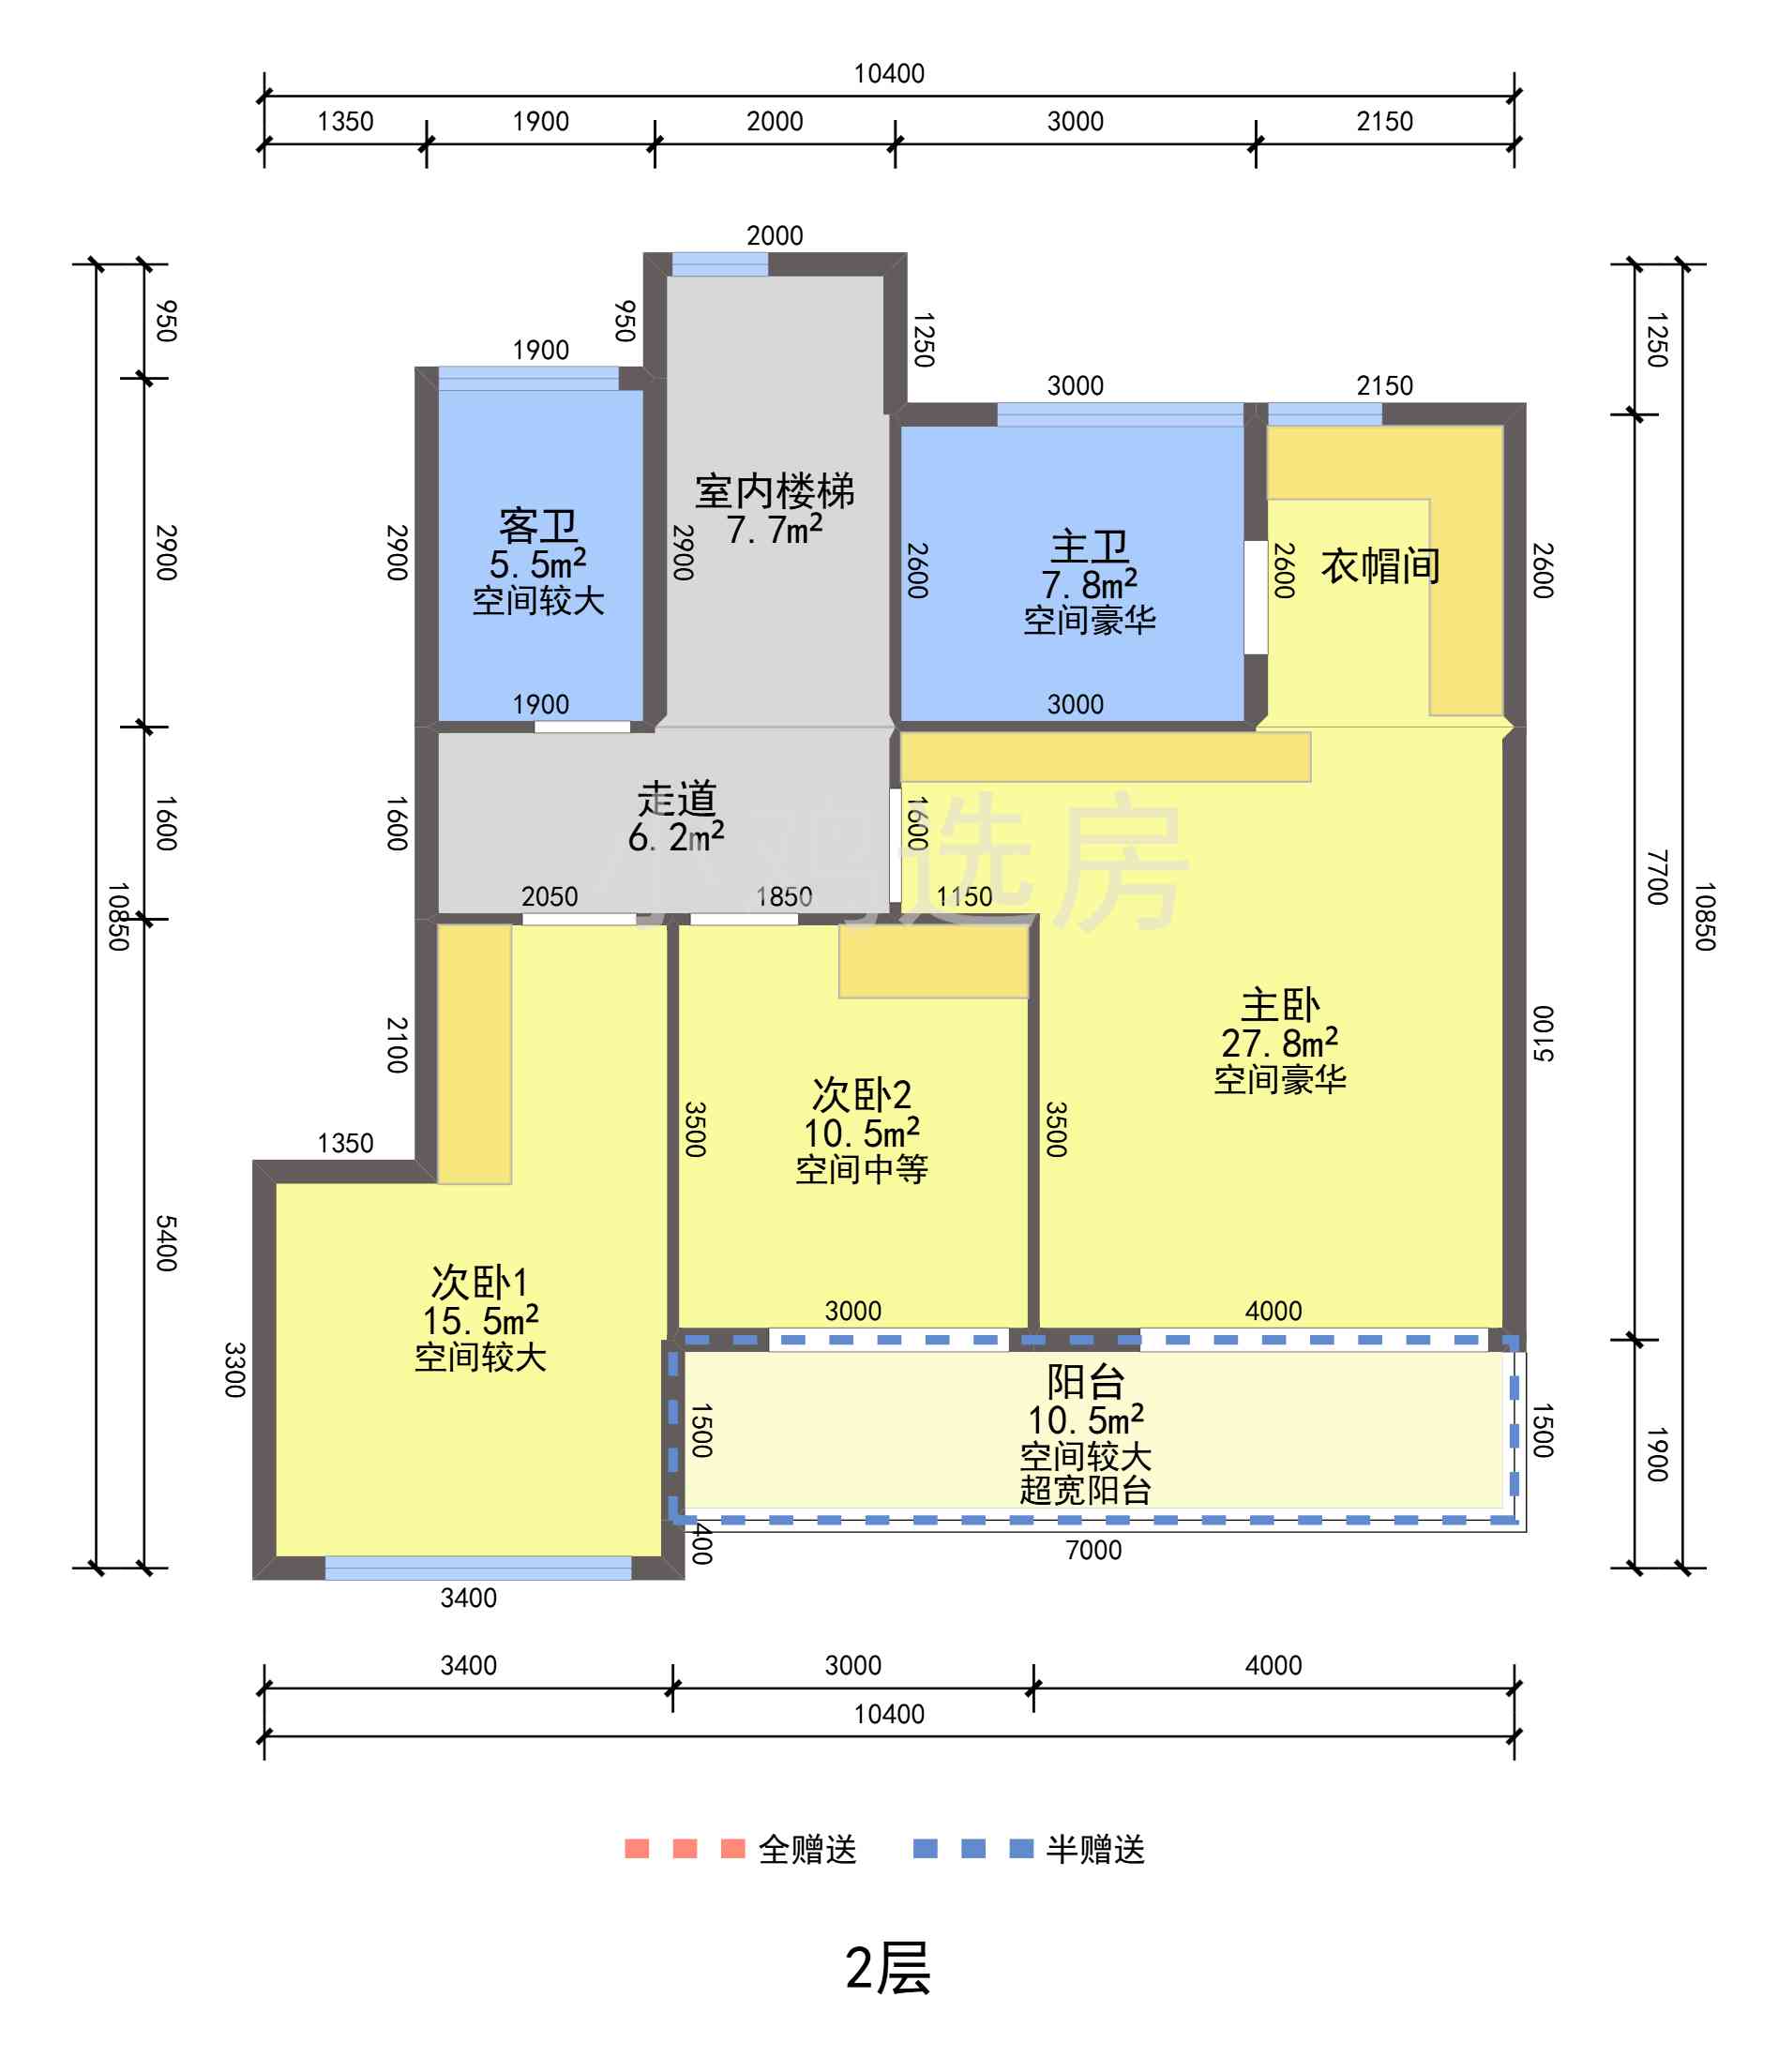 10400
1350 1900 2000 3000 2150
2000
950 950 1250 1250
1900 3000 2150
室内楼梯
7.7m²
客卫
5.5m²
空间较大
主卫
7.8m²
空间豪华
衣帽间
2900 2900 2900 2600 2600 2600
1900 3000
走道
6.2m²
1600 1600 1600
小鸡选房
2050 1850 1150
10850 7700 10850
主卧
27.8m²
空间豪华
2100 5100
次卧2
10.5m²
空间中等
3500 3500
1350
5400
次卧1
15.5m²
空间较大
3000 4000
3300
阳台
10.5m²
空间较大
超宽阳台
1500 1500 1900
400
7000
3400
3400 3000 4000
10400
全赠送 半赠送
2层